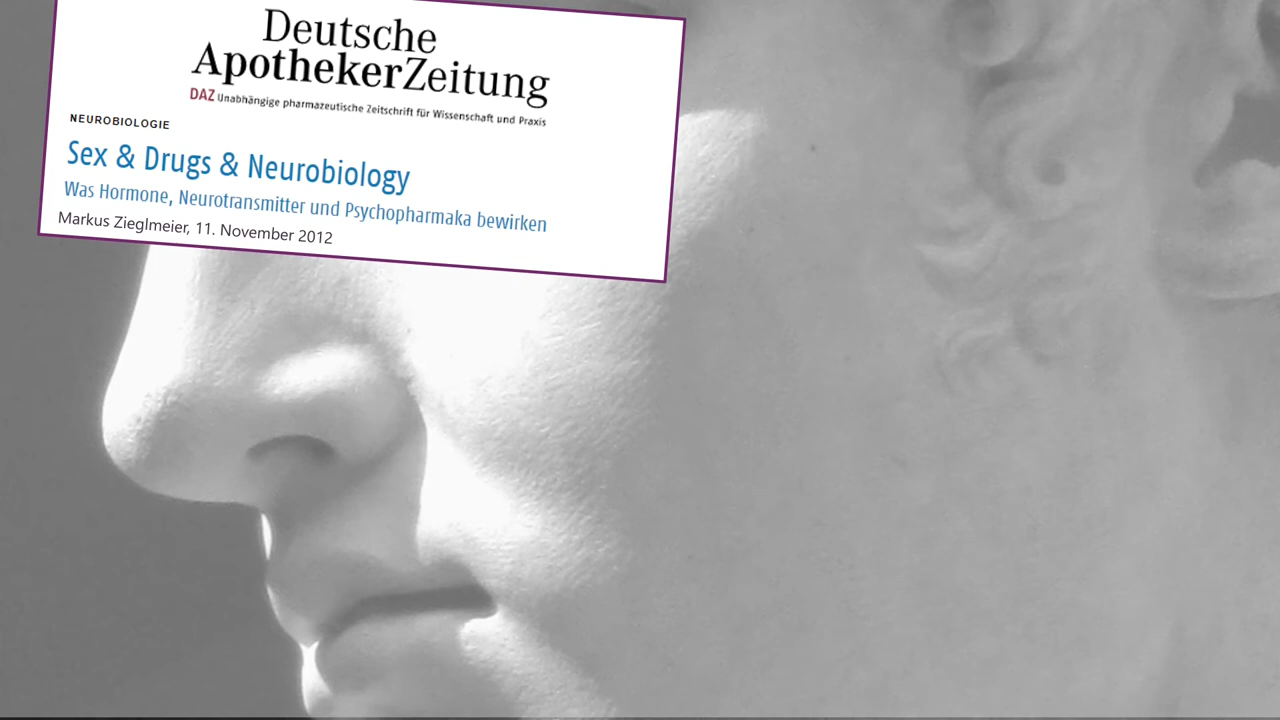 Deutsche
ApothekerZeitung
DAZ Unabhängige pharmazeutische Zeitschrift für Wissenschaft und Praxis
NEUROBIOLOGIE
Sex & Drugs & Neurobiology
Was Hormone, Neurotransmitter und Psychopharmaka bewirken
Markus Zieglmeier, 11. November 2012